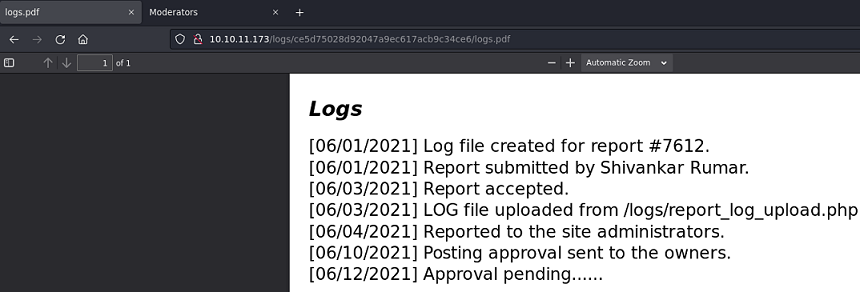 logs.pdf
Moderators
10.10.11.173/logs/ce5d75028d92047a9ec617acb9c34ce6/logs.pdf
1 of 1
Automatic Zoom
Logs
[06/01/2021] Log file created for report #7612.
[06/01/2021] Report submitted by Shivankar Rumar.
[06/03/2021] Report accepted.
[06/03/2021] LOG file uploaded from /logs/report_log_upload.php
[06/04/2021] Reported to the site administrators.
[06/10/2021] Posting approval sent to the owners.
[06/12/2021] Approval pending......